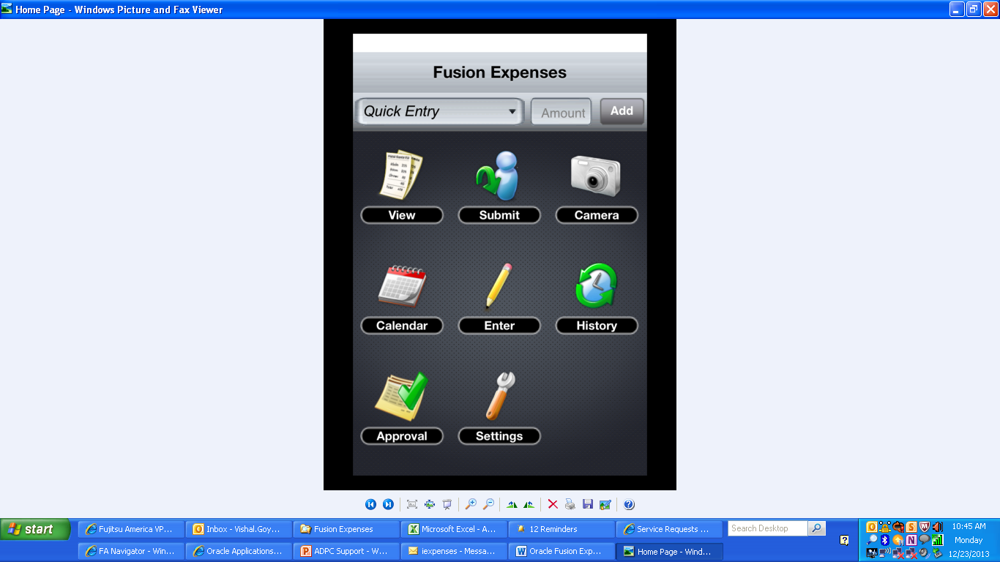 Home Page - Windows Picture and Fax Viewer
Fusion Expenses
Quick Entry Amount Add
View Submit Camera
Calendar Enter History
Approval Settings
start Fujitsu America VP... Inbox - Vishal.Goy... Fusion Expenses Microsoft Excel - A... 12 Reminders Service Requests ... Search Desktop 10:45 AM
Monday
FA Navigator - Win... Oracle Applications... ADPC Support - W... iexpenses - Messa... Oracle Fusion Exp... Home Page - Wind... 12/23/2013